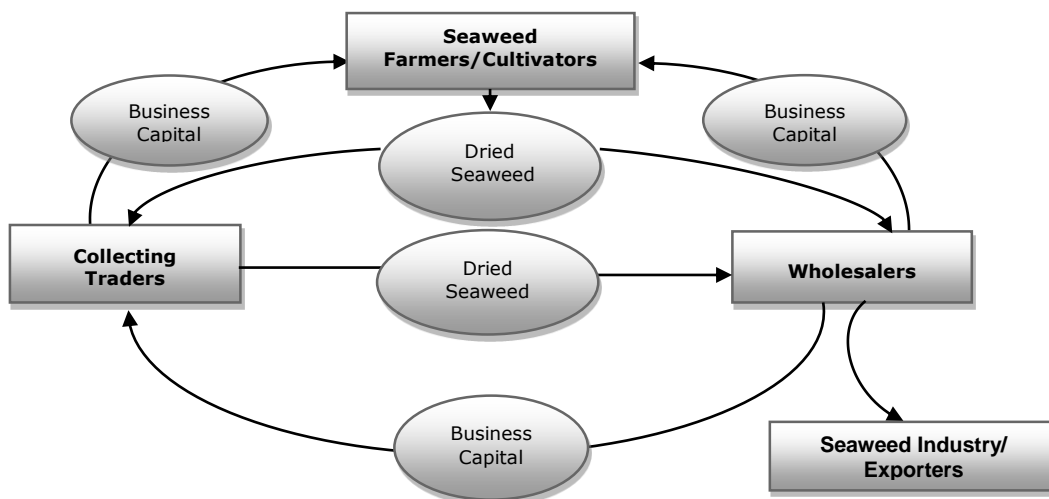 Seaweed
Farmers/Cultivators
Business
Capital
Business
Capital
Dried
Seaweed
Collecting
Traders
Dried
Seaweed
Wholesalers
Business
Capital
Seaweed Industry/
Exporters